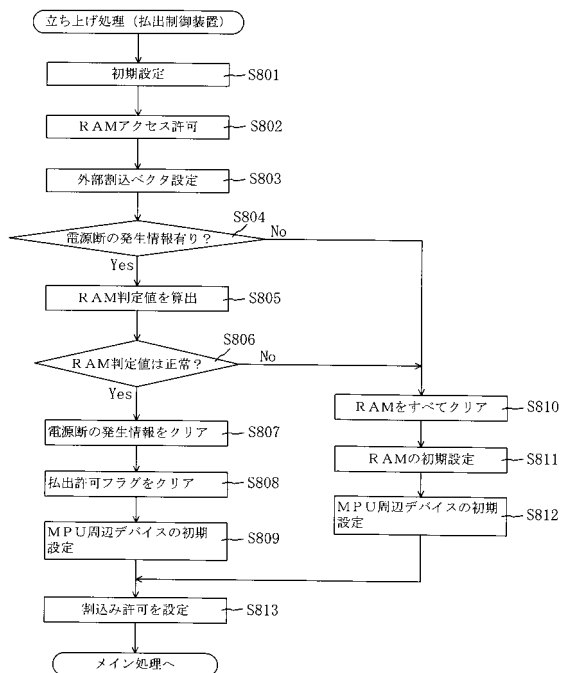 立ち上げ処理（払出制御装置）
初期設定
S801
RAMアクセス許可
S802
外部割込ベクタ設定
S803
S804
電源断の発生情報有り？
No
Yes
RAM判定値を算出
S805
S806
RAM判定値は正常？
No
Yes
電源断の発生情報をクリア
S807
払出許可フラグをクリア
S808
MPU周辺デバイスの初期
設定
S809
RAMをすべてクリア
S810
RAMの初期設定
S811
MPU周辺デバイスの初期
設定
S812
割込み許可を設定
S813
メイン処理へ